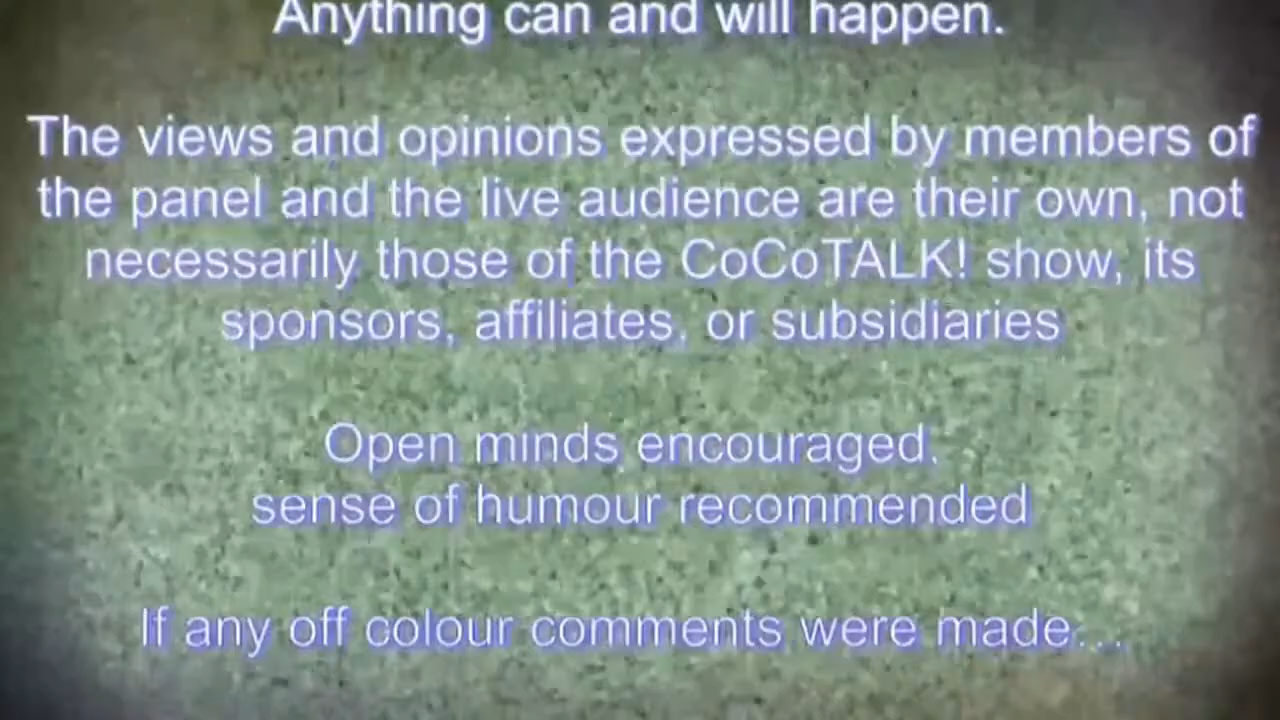 Anything can and will happen.
The views and opinions expressed by members of
the panel and the live audience are their own, not
necessarily those of the CoCoTALK! show, its
sponsors, affiliates, or subsidiaries
Open minds encouraged,
sense of humour recommended
If any off colour comments were made...